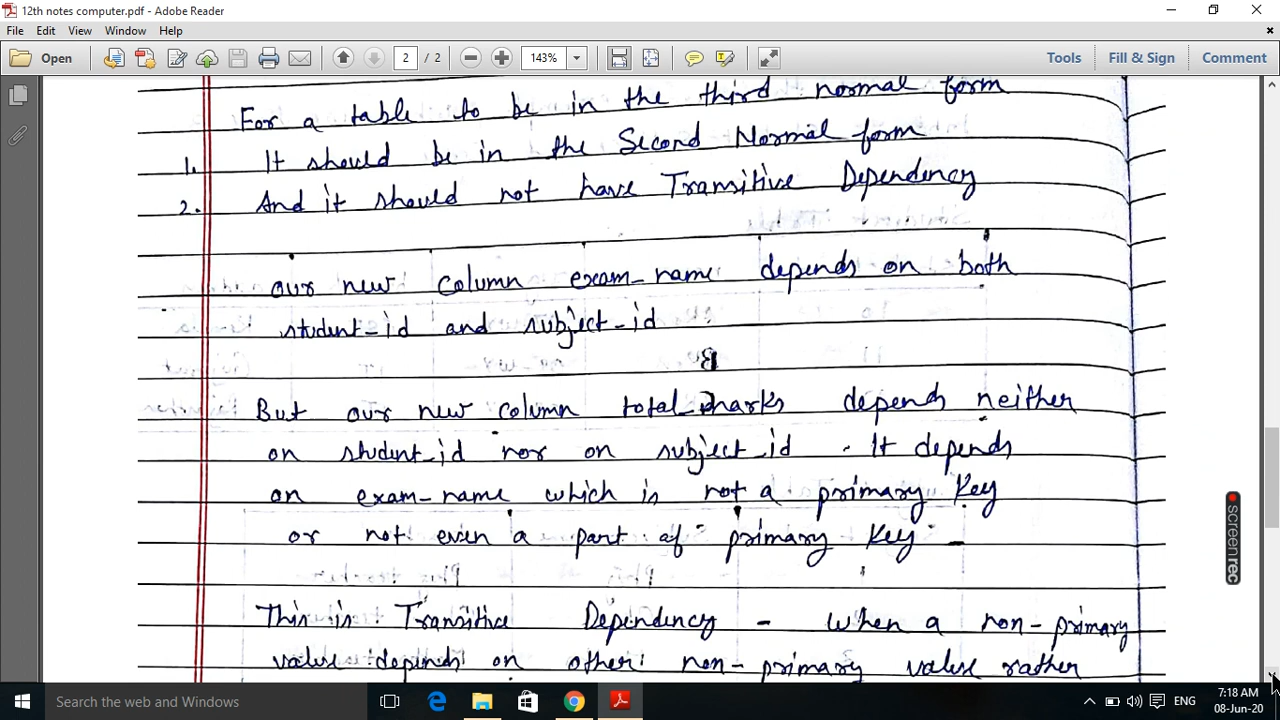 12th notes computer.pdf - Adobe Reader
File Edit View Window Help
Open 2 / 2 143% Tools Fill & Sign Comment
For a table to be in the third normal form
1. It should be in the Second Normal form
2. And it should not have Transitive Dependency
our new column exam-name depends on both
student-id and subject-id
But our new column total-marks depends neither
on student-id nor on subject-id . It depends
on exam-name which is not a primary Key
or not even a part of primary Key -
This is Transitive Dependency - when a non-primary
value depends on other non-primary value rather
screenrec
Search the web and Windows
ENG
7:18 AM
08-Jun-20